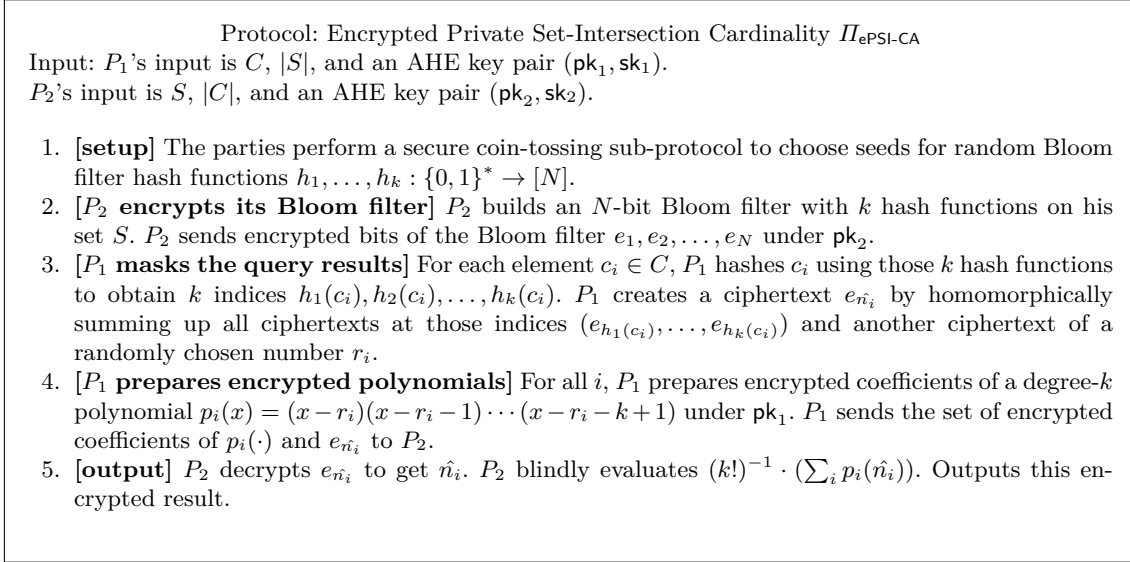 Protocol: Encrypted Private Set-Intersection Cardinality Π_ePSI-CA
Input: P₁'s input is C, |S|, and an AHE key pair (pk₁, sk₁).
P₂'s input is S, |C|, and an AHE key pair (pk₂, sk₂).
1. [setup] The parties perform a secure coin-tossing sub-protocol to choose seeds for random Bloom
filter hash functions h₁, . . . , hₖ : {0, 1}* → [N].
2. [P₂ encrypts its Bloom filter] P₂ builds an N-bit Bloom filter with k hash functions on his
set S. P₂ sends encrypted bits of the Bloom filter e₁, e₂, . . . , e_N under pk₂.
3. [P₁ masks the query results] For each element cᵢ ∈ C, P₁ hashes cᵢ using those k hash functions
to obtain k indices h₁(cᵢ), h₂(cᵢ), . . . , hₖ(cᵢ). P₁ creates a ciphertext e_{n̂ᵢ} by homomorphically
summing up all ciphertexts at those indices (e_{h₁(cᵢ)}, . . . , e_{hₖ(cᵢ)}) and another ciphertext of a
randomly chosen number rᵢ.
4. [P₁ prepares encrypted polynomials] For all i, P₁ prepares encrypted coefficients of a degree-k
polynomial pᵢ(x) = (x − rᵢ)(x − rᵢ − 1) · · · (x − rᵢ − k + 1) under pk₁. P₁ sends the set of encrypted
coefficients of pᵢ(·) and e_{n̂ᵢ} to P₂.
5. [output] P₂ decrypts e_{n̂ᵢ} to get n̂ᵢ. P₂ blindly evaluates (k!)⁻¹ · (∑ᵢ pᵢ(n̂ᵢ)). Outputs this en-
crypted result.